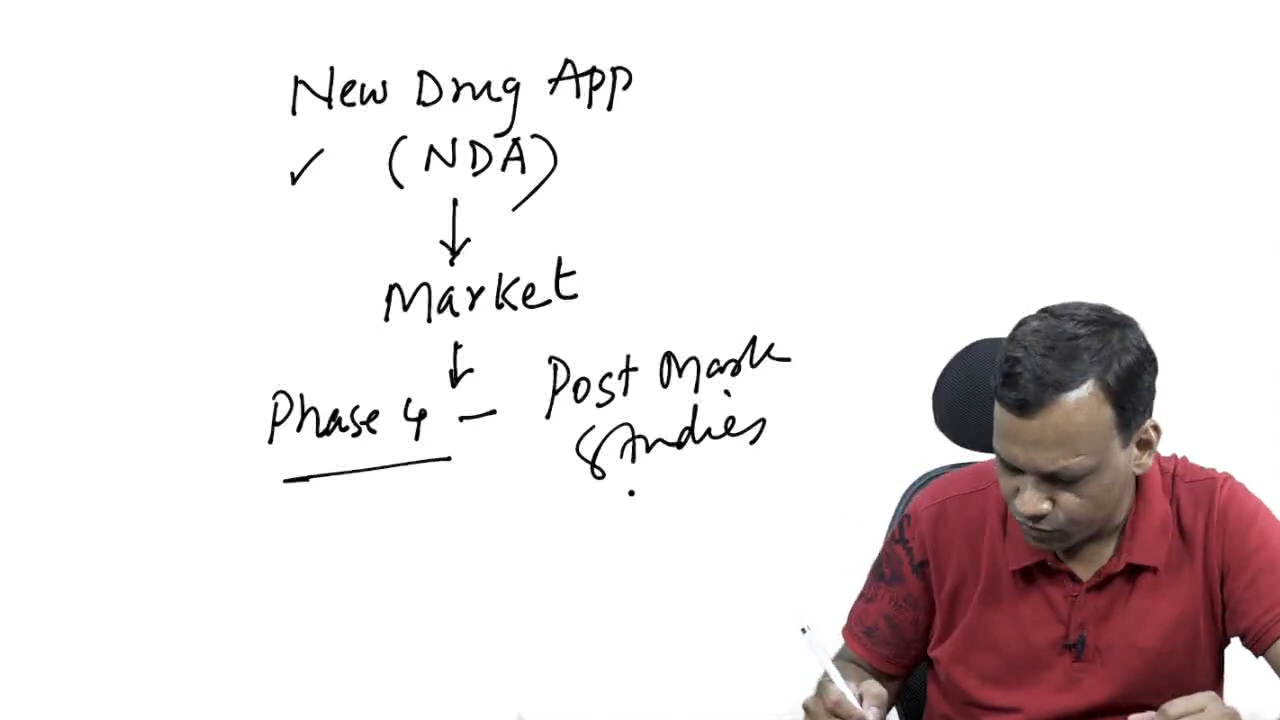 New Drug App
✓ (NDA)
↓
Market
↓
Phase 4 – Post Mark
Studies